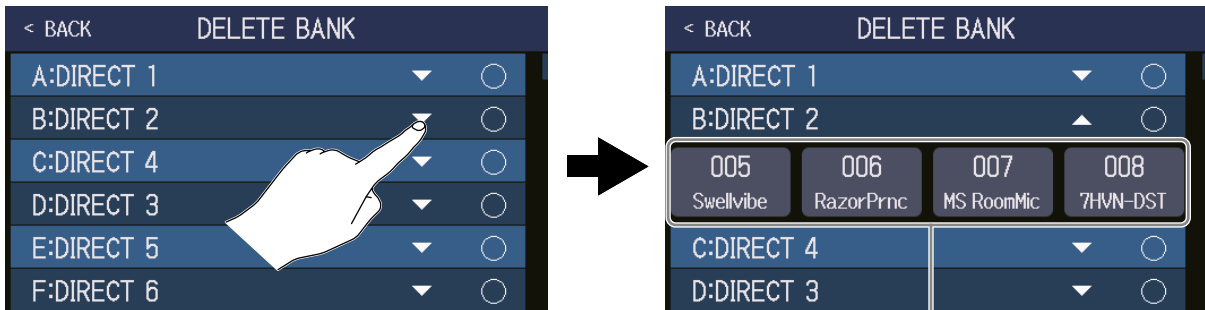 < BACK DELETE BANK
A:DIRECT 1
B:DIRECT 2
C:DIRECT 4
D:DIRECT 3
E:DIRECT 5
F:DIRECT 6
< BACK DELETE BANK
A:DIRECT 1
B:DIRECT 2
005 006 007 008
Swellvibe RazorPrnc MS RoomMic 7HVN-DST
C:DIRECT 4
D:DIRECT 3